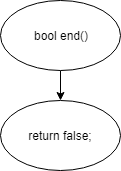 bool end()
return false;